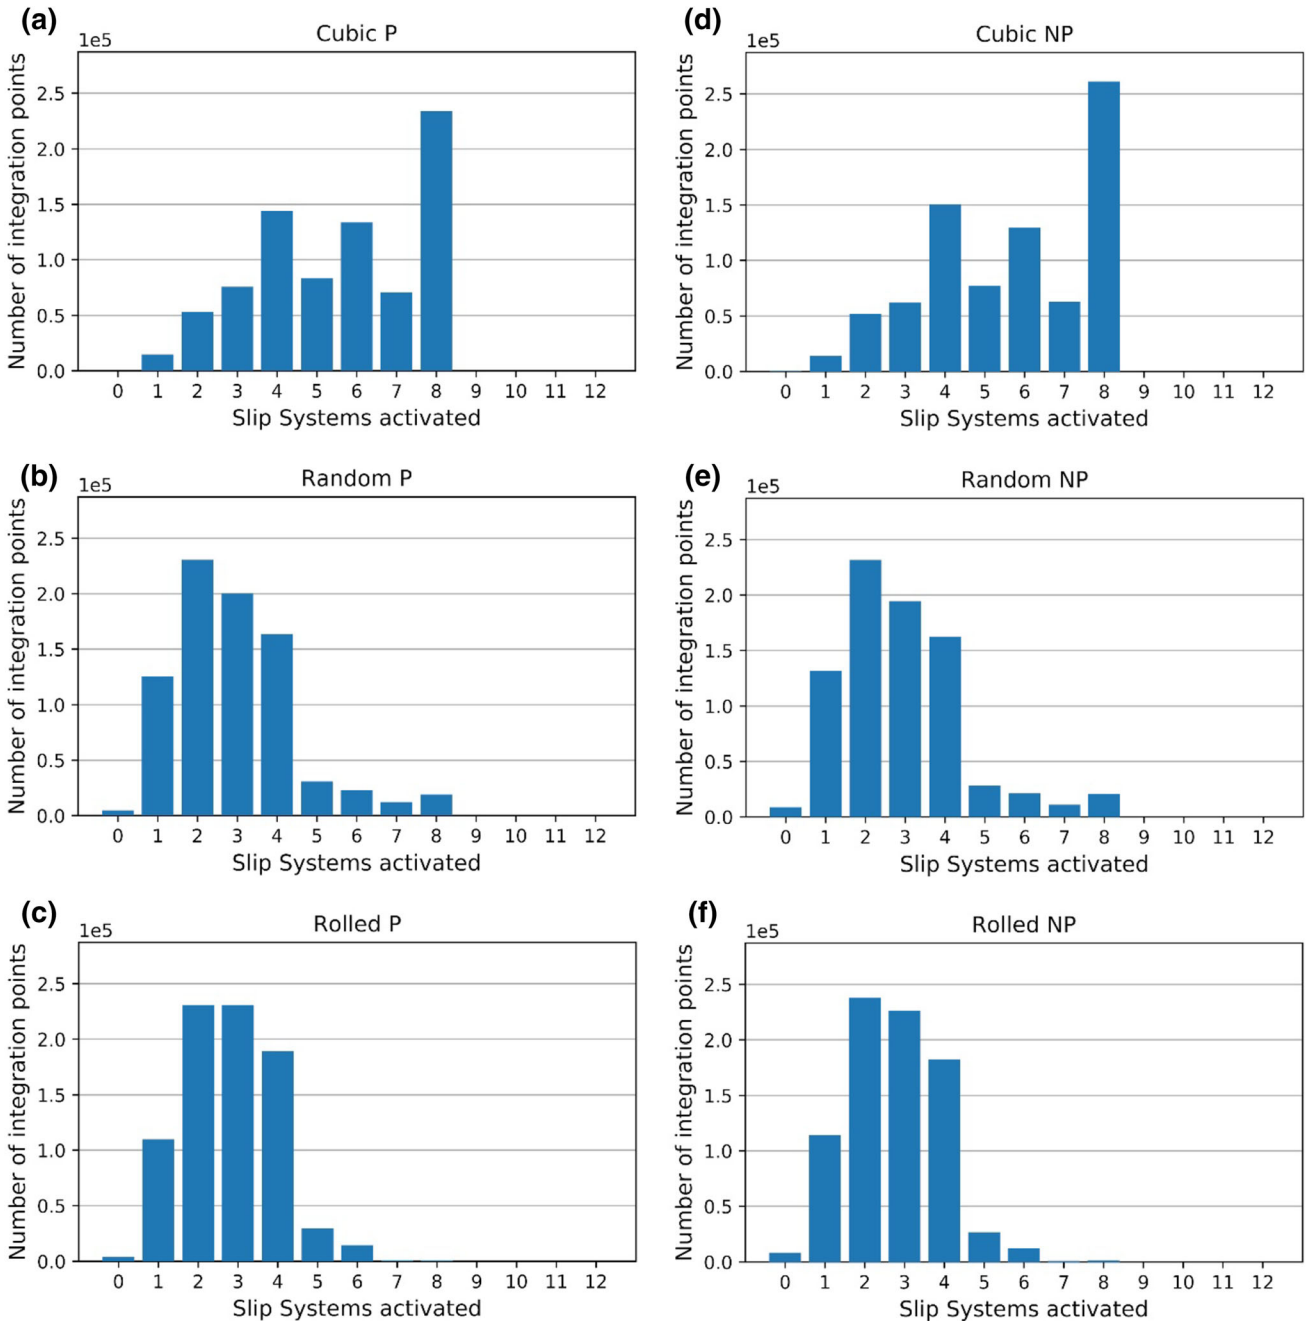 (a)
Cubic P
1e5
Number of integration points
2.5
2.0
1.5
1.0
0.5
0.0
0 1 2 3 4 5 6 7 8 9 10 11 12
Slip Systems activated
(d)
Cubic NP
1e5
Number of integration points
2.5
2.0
1.5
1.0
0.5
0.0
0 1 2 3 4 5 6 7 8 9 10 11 12
Slip Systems activated
(b)
Random P
1e5
Number of integration points
2.5
2.0
1.5
1.0
0.5
0.0
0 1 2 3 4 5 6 7 8 9 10 11 12
Slip Systems activated
(e)
Random NP
1e5
Number of integration points
2.5
2.0
1.5
1.0
0.5
0.0
0 1 2 3 4 5 6 7 8 9 10 11 12
Slip Systems activated
(c)
Rolled P
1e5
Number of integration points
2.5
2.0
1.5
1.0
0.5
0.0
0 1 2 3 4 5 6 7 8 9 10 11 12
Slip Systems activated
(f)
Rolled NP
1e5
Number of integration points
2.5
2.0
1.5
1.0
0.5
0.0
0 1 2 3 4 5 6 7 8 9 10 11 12
Slip Systems activated